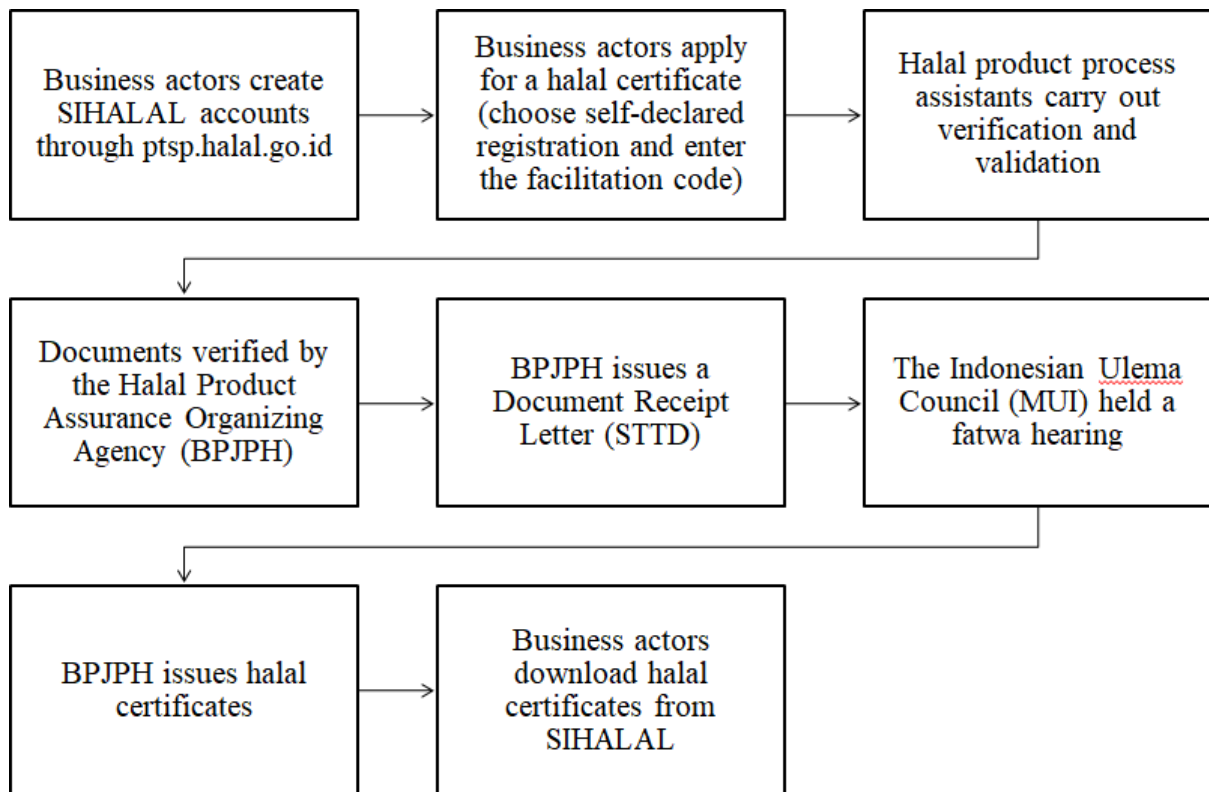 Business actors create
SIHALAL accounts
through ptsp.halal.go.id
Business actors apply
for a halal certificate
(choose self-declared
registration and enter
the facilitation code)
Halal product process
assistants carry out
verification and
validation
Documents verified by
the Halal Product
Assurance Organizing
Agency (BPJPH)
BPJPH issues a
Document Receipt
Letter (STTD)
The Indonesian Ulema
Council (MUI) held a
fatwa hearing
BPJPH issues halal
certificates
Business actors
download halal
certificates from
SIHALAL